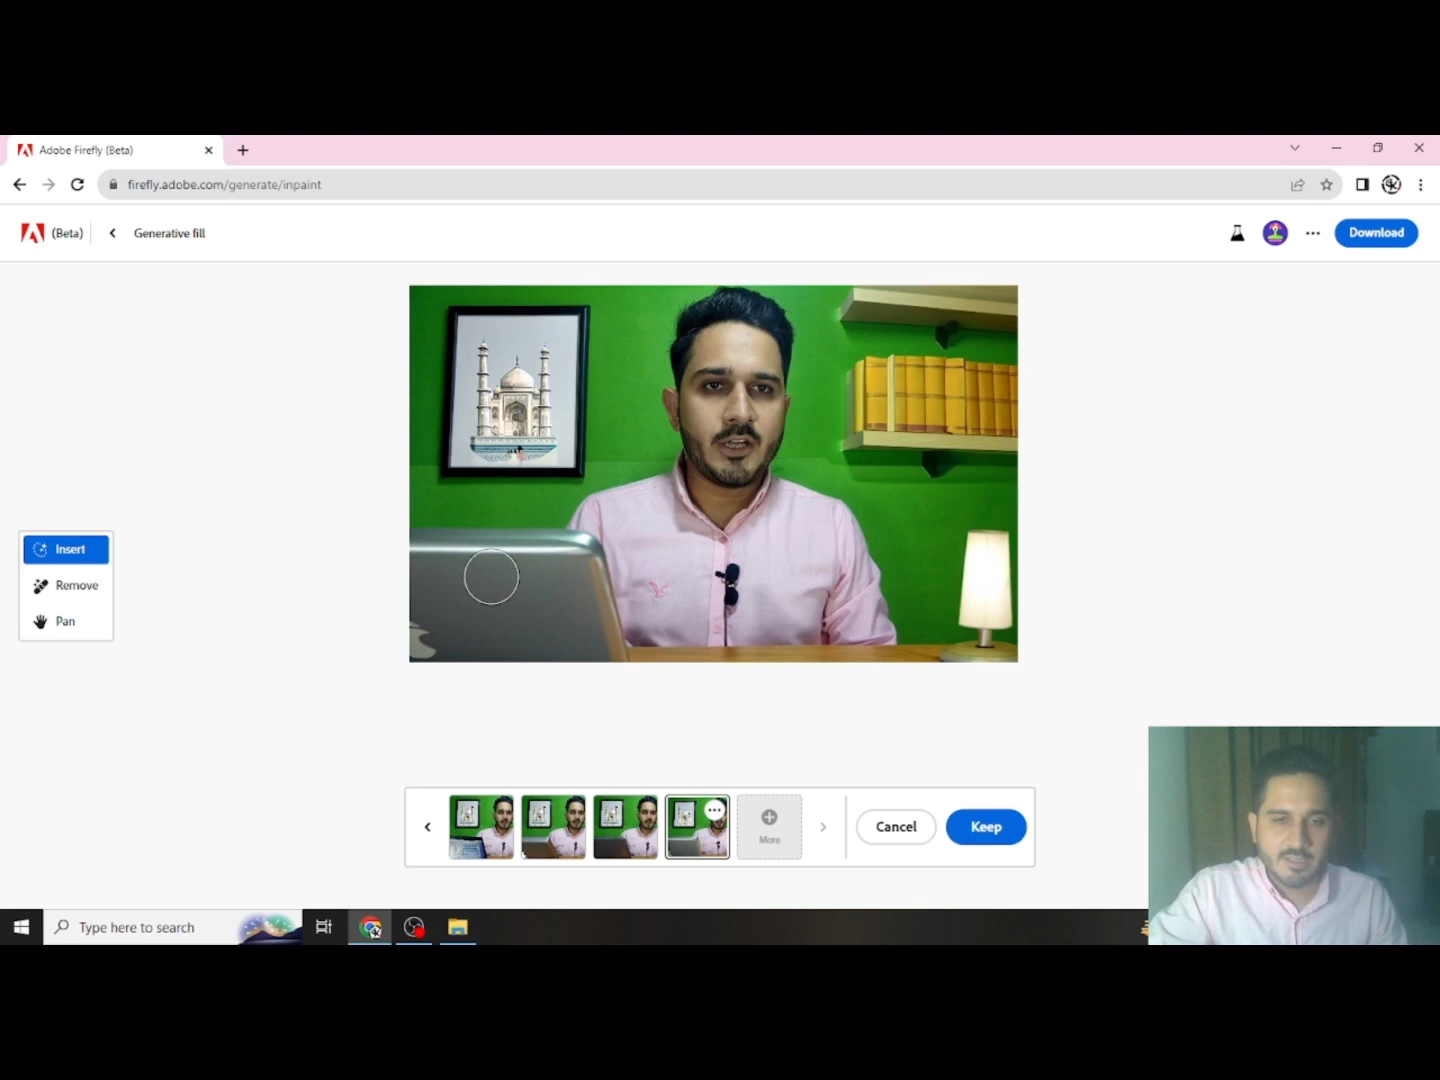 Adobe Firefly (Beta)
firefly.adobe.com/generate/inpaint
(Beta)
Generative fill
Download
Insert
Remove
Pan
More
Cancel
Keep
Type here to search